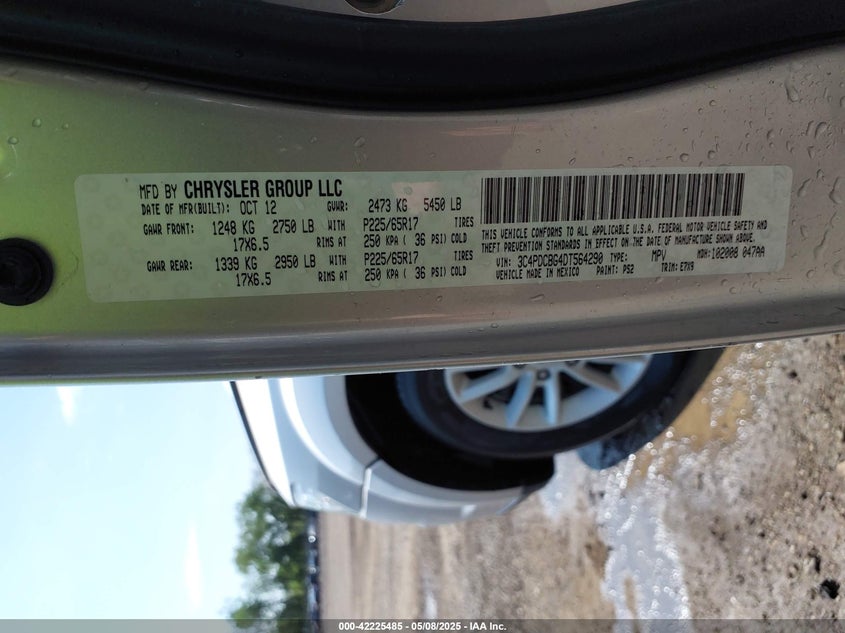 MFD BY CHRYSLER GROUP LLC
DATE OF MFR(BUILT): OCT 12 GVWR: 2473 KG 5450 LB
GAWR FRONT: 1248 KG 2750 LB WITH P225/65R17 TIRES
17X6.5 RIMS AT 250 KPA ( 36 PSI) COLD
GAWR REAR: 1339 KG 2950 LB WITH P225/65R17 TIRES
17X6.5 RIMS AT 250 KPA ( 36 PSI) COLD
THIS VEHICLE CONFORMS TO ALL APPLICABLE U.S.A. FEDERAL MOTOR VEHICLE SAFETY AND
THEFT PREVENTION STANDARDS IN EFFECT ON THE DATE OF MANUFACTURE SHOWN ABOVE.
VIN: 3C4PDCBG4DT564290 TYPE: MPV MDH:102008 047AA
VEHICLE MADE IN MEXICO PAINT: PS2 TRIM: E7X9
000-42225485 - 05/08/2025 - IAA Inc.